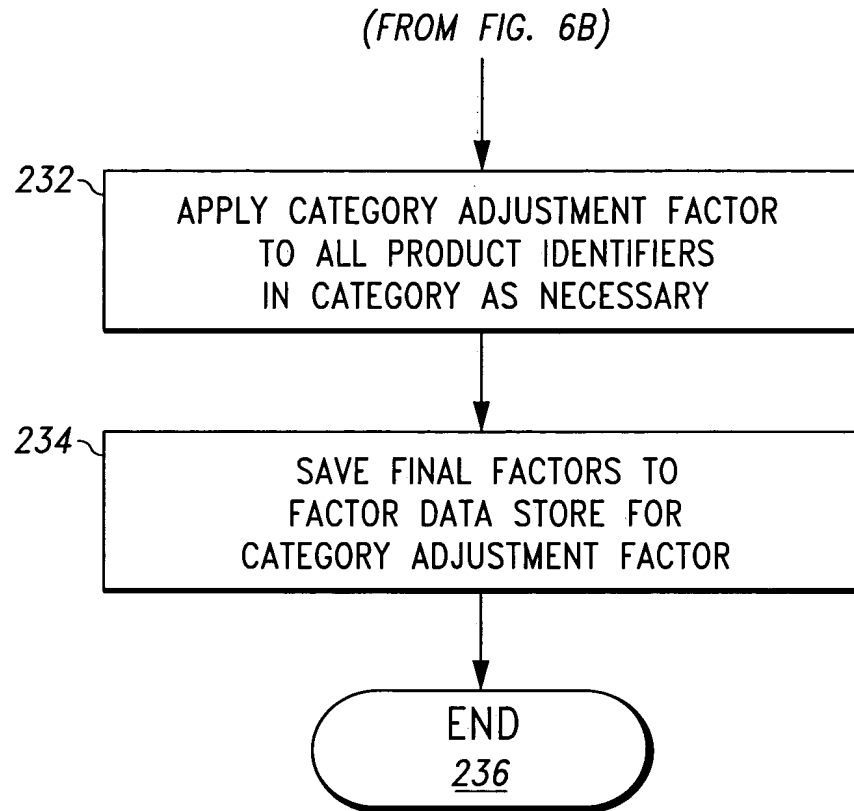 (FROM FIG. 6B)
232
APPLY CATEGORY ADJUSTMENT FACTOR
TO ALL PRODUCT IDENTIFIERS
IN CATEGORY AS NECESSARY
234
SAVE FINAL FACTORS TO
FACTOR DATA STORE FOR
CATEGORY ADJUSTMENT FACTOR
END
236